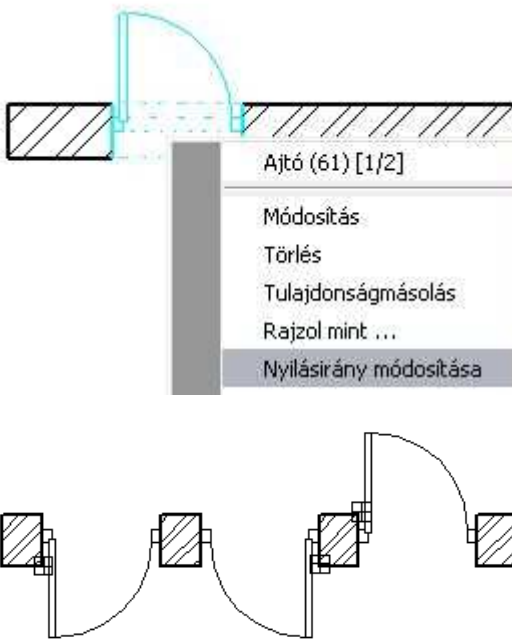 Ajtó (61) [1/2]
Módosítás
Törlés
Tulajdonságmásolás
Rajzol mint ...
Nyilásirány módosítása